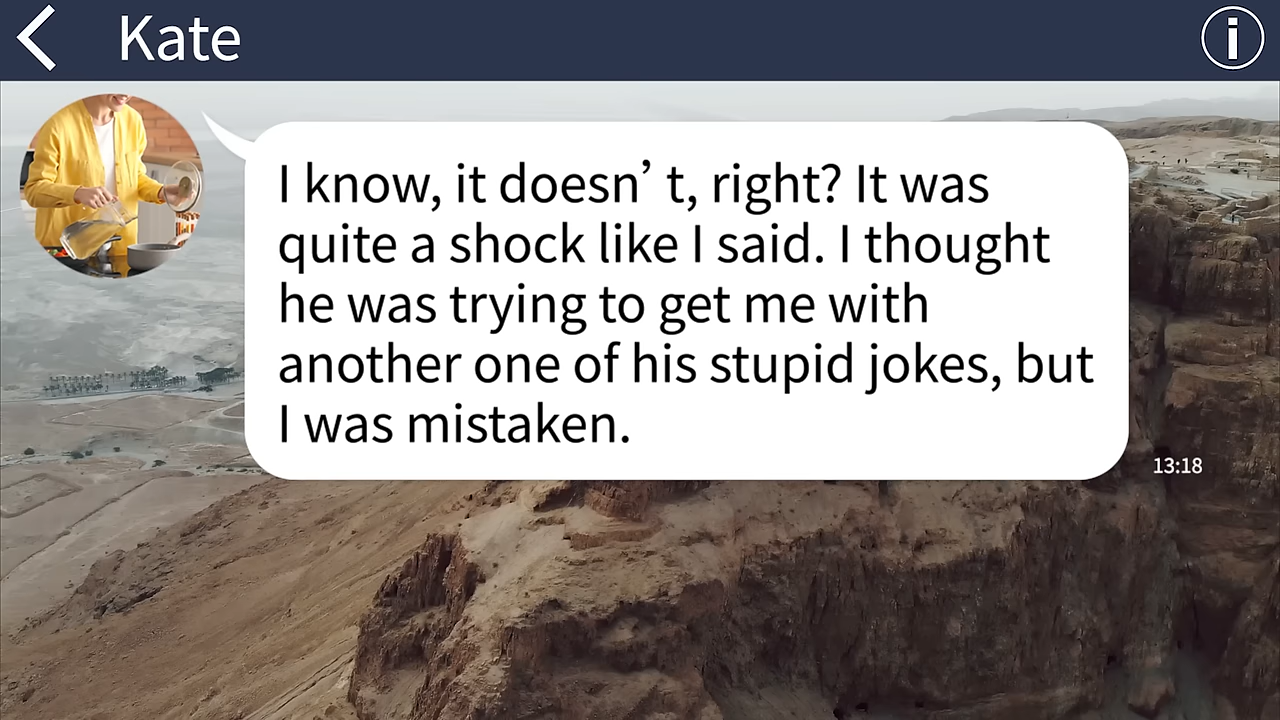 Kate
I know, it doesn’ t, right? It was
quite a shock like I said. I thought
he was trying to get me with
another one of his stupid jokes, but
I was mistaken.
13:18